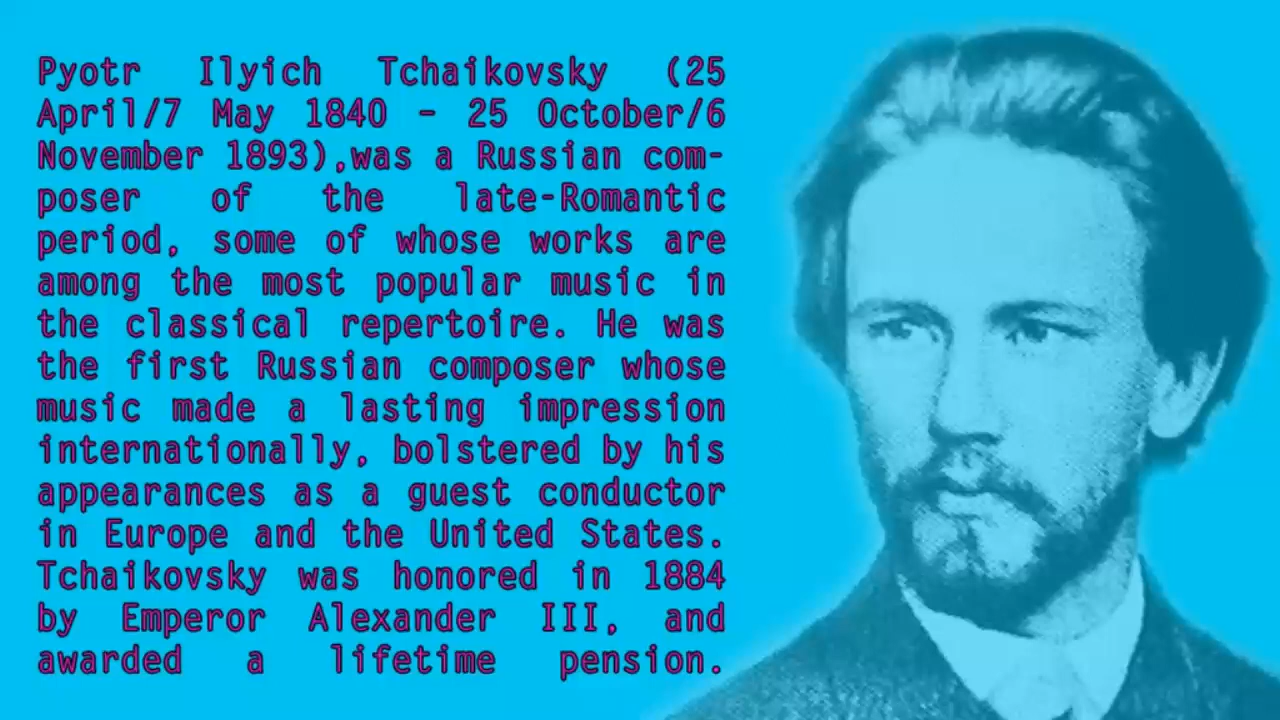 Pyotr Ilyich Tchaikovsky (25
April/7 May 1840 – 25 October/6
November 1893),was a Russian com-
poser of the late-Romantic
period, some of whose works are
among the most popular music in
the classical repertoire. He was
the first Russian composer whose
music made a lasting impression
internationally, bolstered by his
appearances as a guest conductor
in Europe and the United States.
Tchaikovsky was honored in 1884
by Emperor Alexander III, and
awarded a lifetime pension.